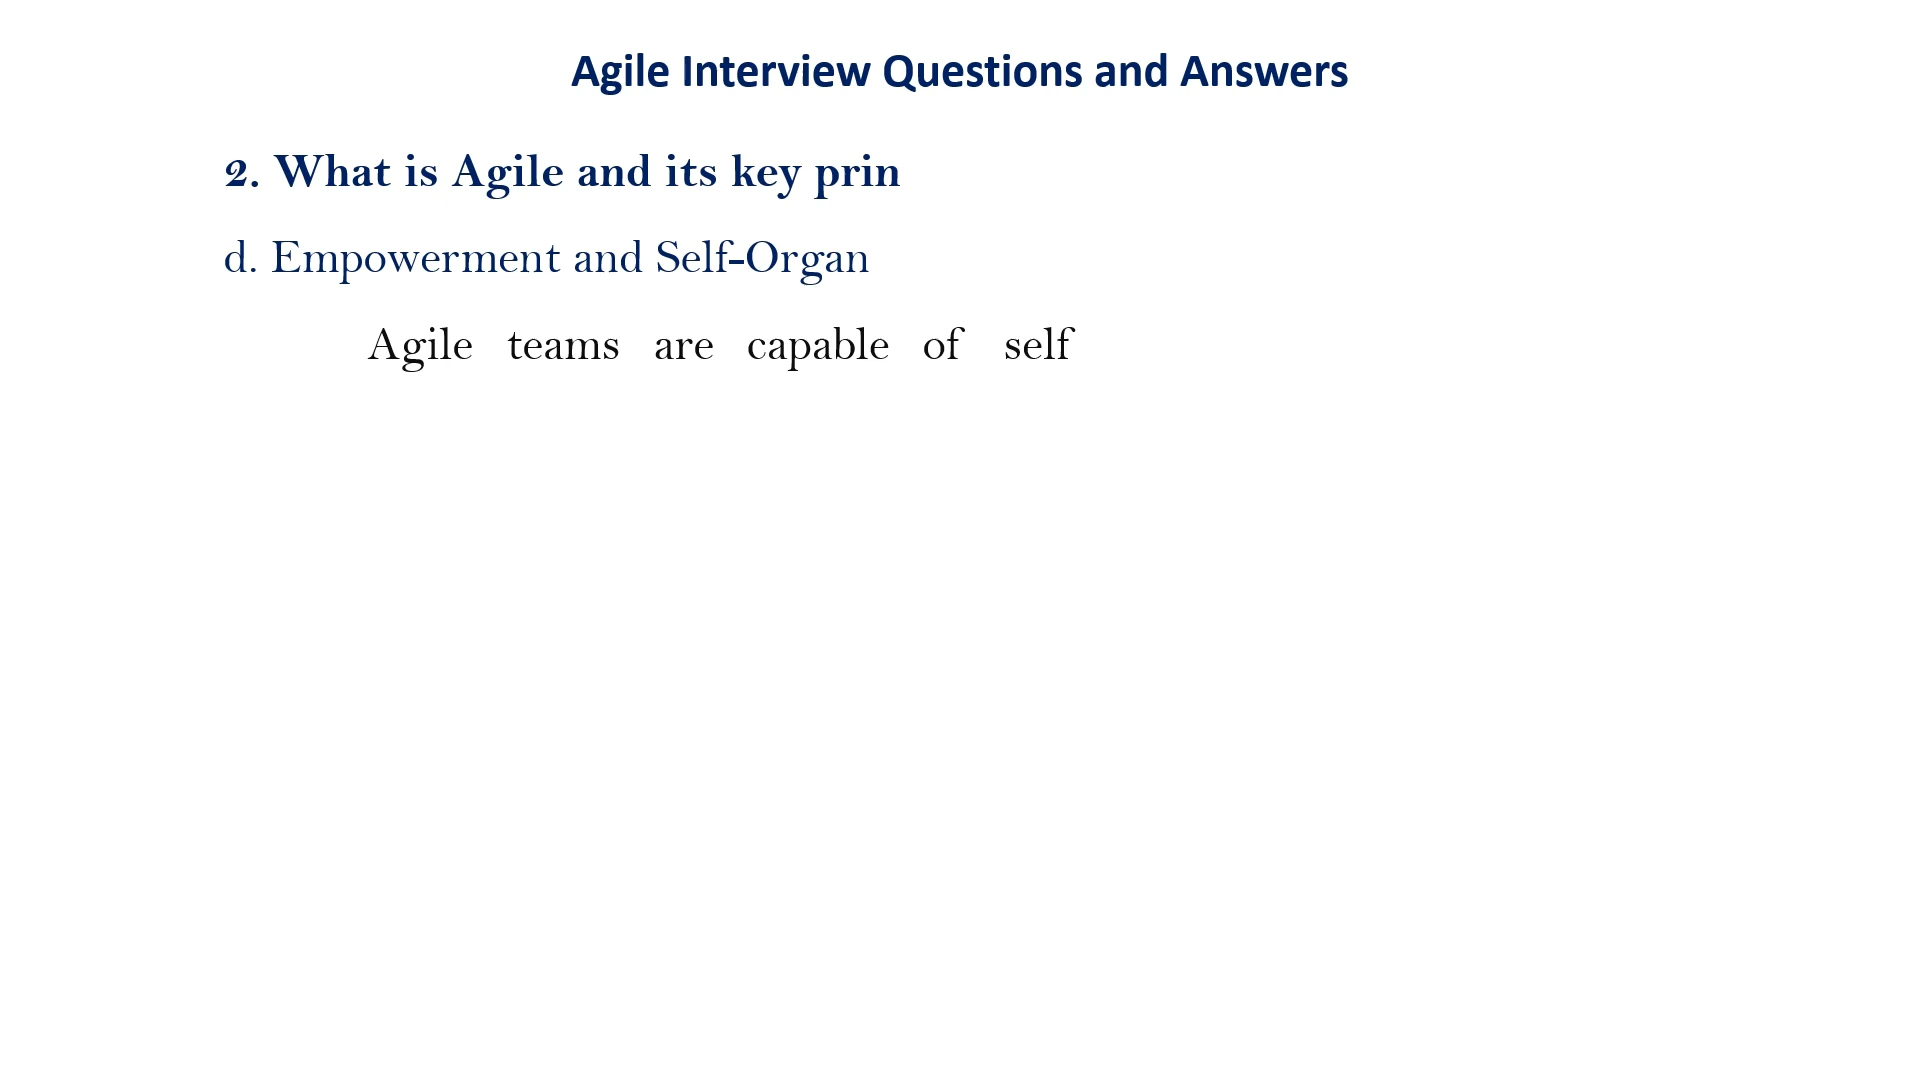 Agile Interview Questions and Answers
2. What is Agile and its key prin
d. Empowerment and Self-Organ
Agile teams are capable of self